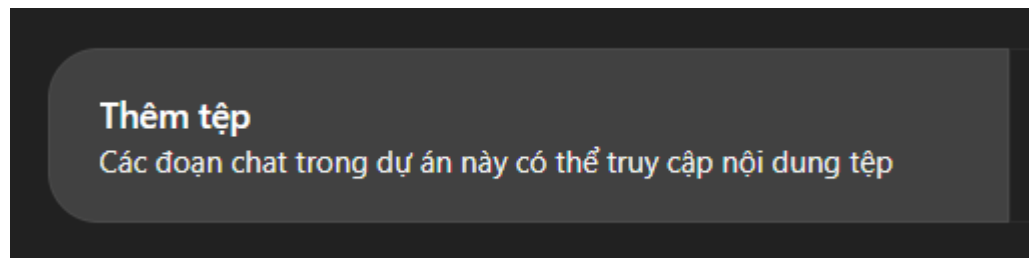 Thêm tệp
Các đoạn chat trong dự án này có thể truy cập nội dung tệp